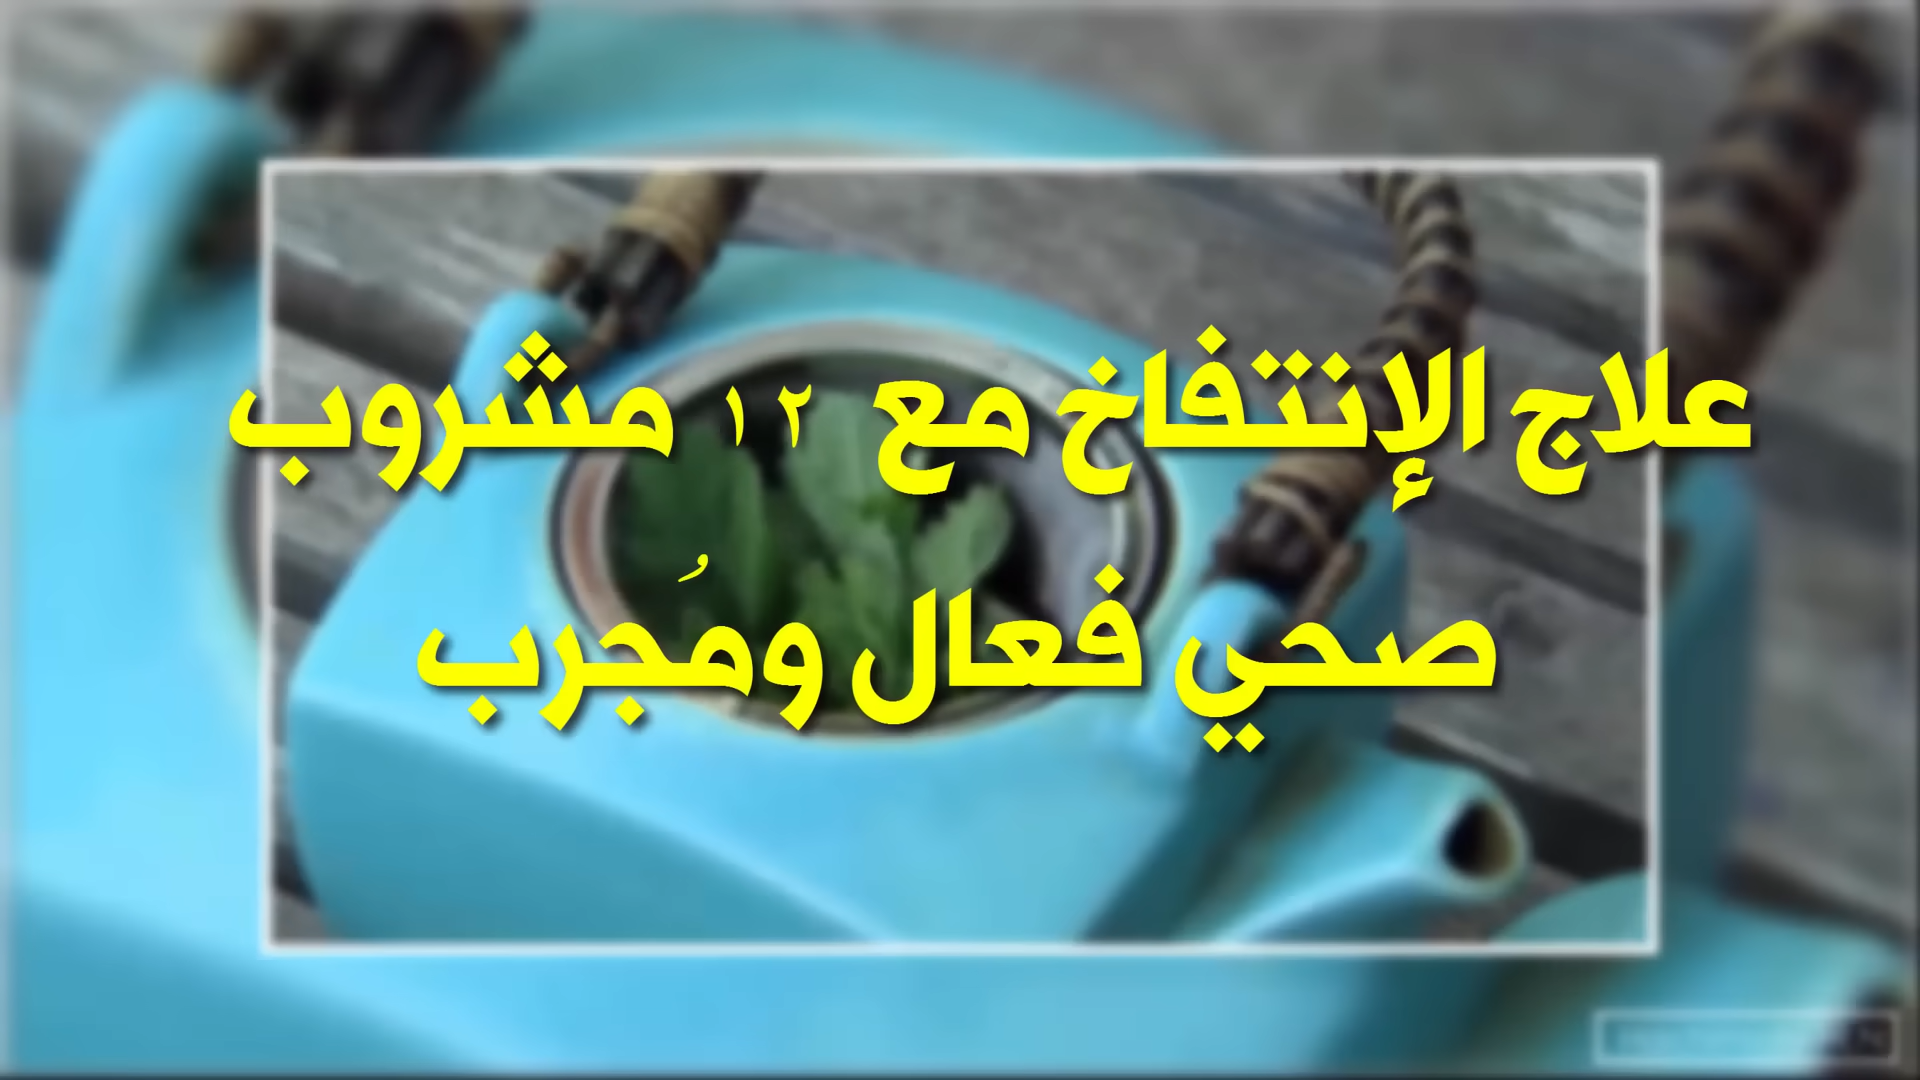 علاج الإنتفاخ مع ١٢ مشروب
صحي فعال ومُجرب